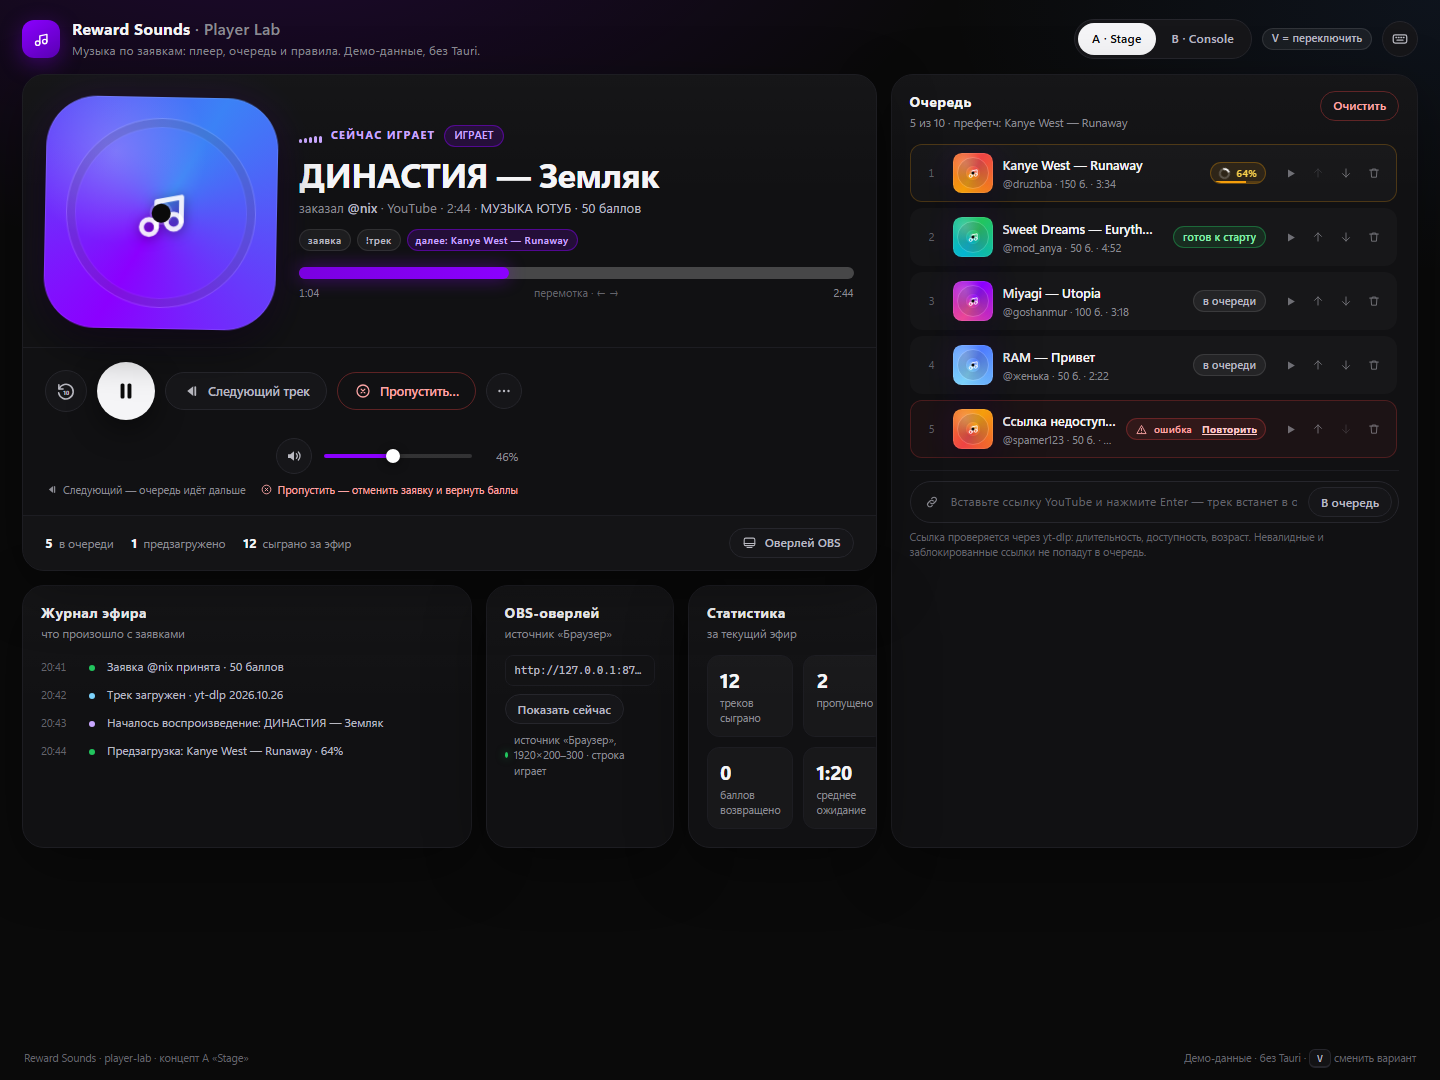 Reward Sounds · Player Lab
Музыка по заявкам: плеер, очередь и правила. Демо-данные, без Tauri.
A · Stage
B · Console
V = переключить
СЕЙЧАС ИГРАЕТ
ИГРАЕТ
ДИНАСТИЯ — Земляк
заказал @nix · YouTube · 2:44 · МУЗЫКА ЮТУБ · 50 баллов
заявка
!трек
далее: Kanye West — Runaway
1:04
перемотка · ← →
2:44
10
Следующий трек
Пропустить...
46%
Следующий — очередь идёт дальше
Пропустить — отменить заявку и вернуть баллы
5 в очереди
1 предзагружено
12 сыграно за эфир
Оверлей OBS
Очередь
5 из 10 · префетч: Kanye West — Runaway
Очистить
1
Kanye West — Runaway
@druzhba · 150 б. · 3:34
64%
2
Sweet Dreams — Euryth...
@mod_anya · 50 б. · 4:52
готов к старту
3
Miyagi — Utopia
@goshanmur · 100 б. · 3:18
в очереди
4
RAM — Привет
@женька · 50 б. · 2:22
в очереди
5
Ссылка недоступ...
@spamer123 · 50 б. · ...
ошибка Повторить
Вставьте ссылку YouTube и нажмите Enter — трек встанет в о
В очередь
Ссылка проверяется через yt-dlp: длительность, доступность, возраст. Невалидные и
заблокированные ссылки не попадут в очередь.
Журнал эфира
что произошло с заявками
20:41 Заявка @nix принята · 50 баллов
20:42 Трек загружен · yt-dlp 2026.10.26
20:43 Началось воспроизведение: ДИНАСТИЯ — Земляк
20:44 Предзагрузка: Kanye West — Runaway · 64%
OBS-оверлей
источник «Браузер»
http://127.0.0.1:87...
Показать сейчас
источник «Браузер»,
1920×200–300 · строка
играет
Статистика
за текущий эфир
12
треков
сыграно
2
пропущено
0
баллов
возвращено
1:20
среднее
ожидание
Reward Sounds · player-lab · концепт A «Stage»
Демо-данные · без Tauri · V сменить вариант